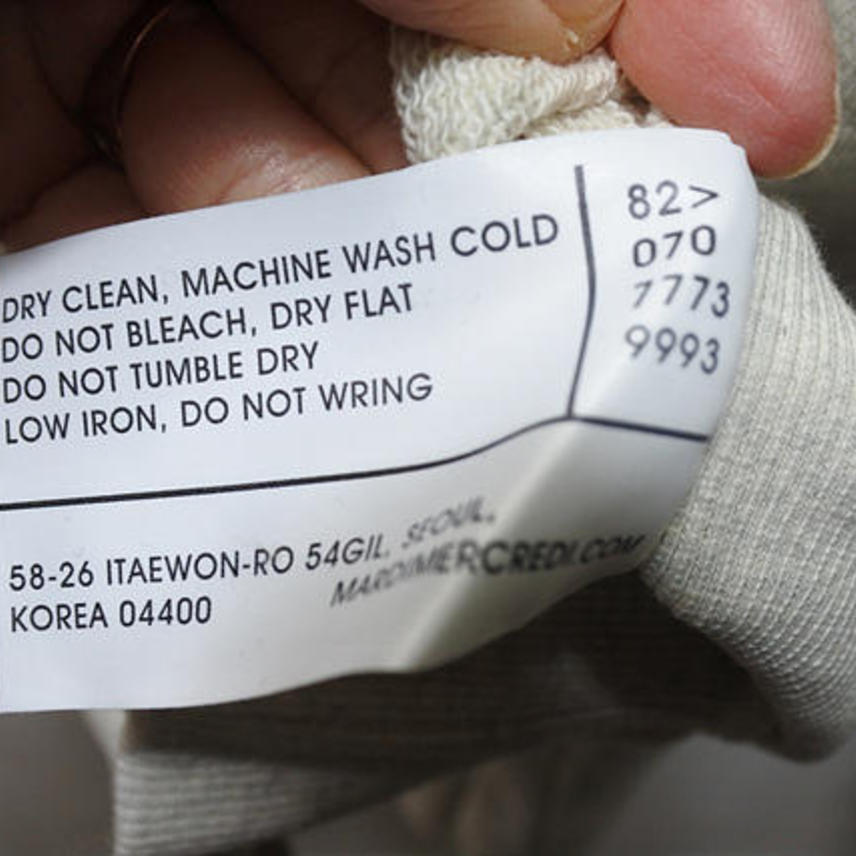 DRY CLEAN, MACHINE WASH COLD
DO NOT BLEACH, DRY FLAT
DO NOT TUMBLE DRY
LOW IRON, DO NOT WRING
82>
070
7773
9993
58-26 ITAEWON-RO 54GIL, SEOUL,
KOREA 04400
MARDIMERCREDI.COM